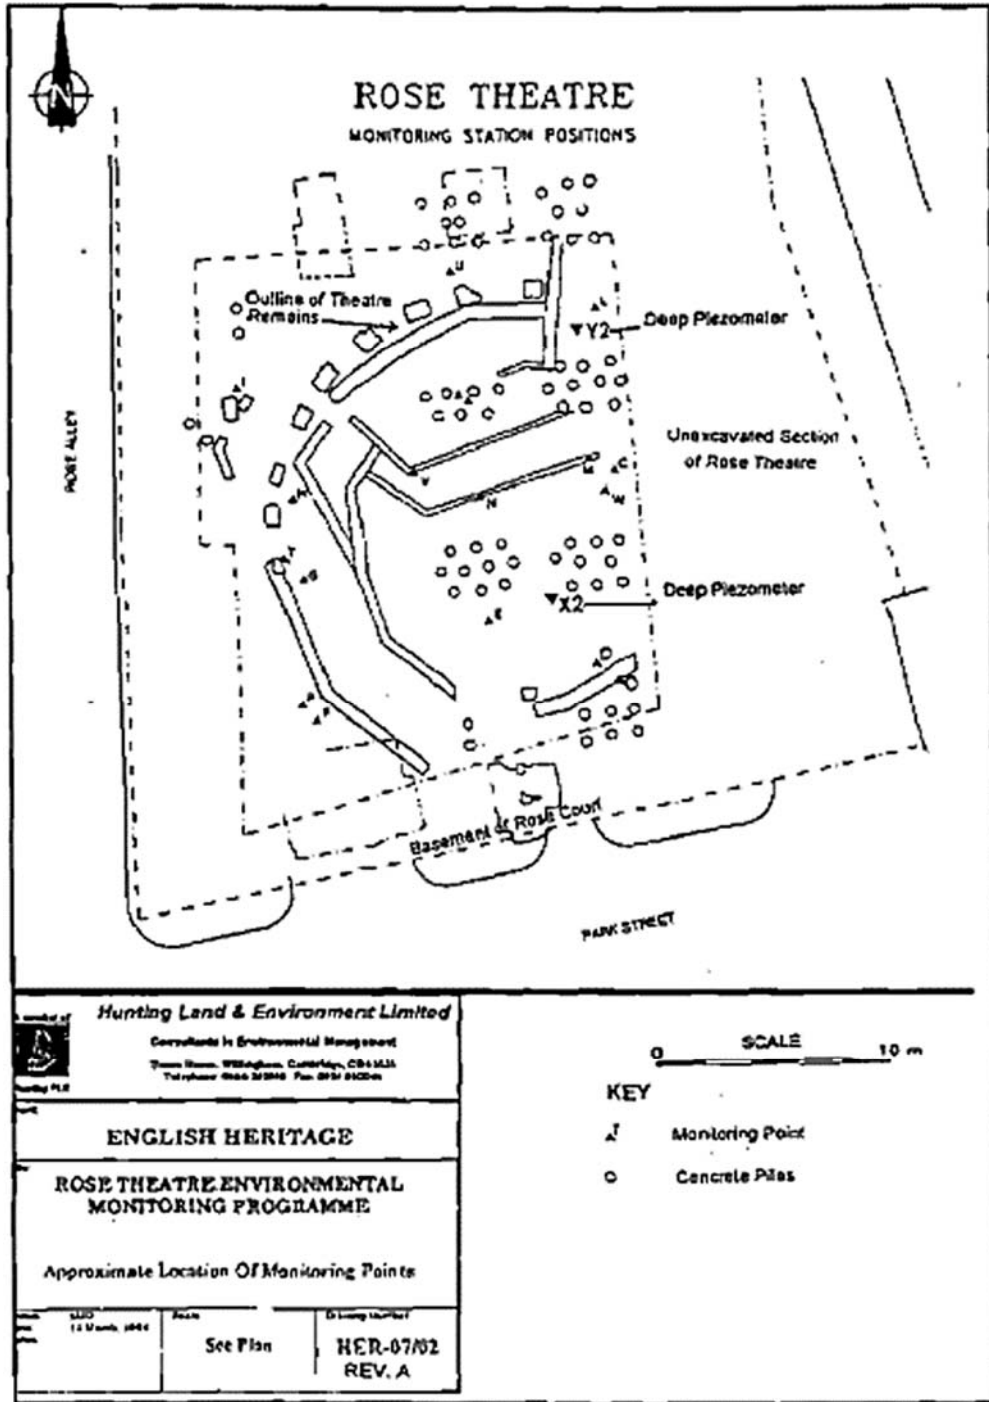 N
ROSE THEATRE
MONITORING STATION POSITIONS
U
Outline of Theatre
Remains
L
Y2
Deep Piezometer
I
ROSE ALLEY
Unexcavated Section
of Rose Theatre
V
M
C
W
H
N
T
G
X2
Deep Piezometer
E
Basement of Rose Court
PARK STREET
Hunting Land & Environment Limited
Consultants in Environmental Management
SCALE
0
10 m
KEY
T
Monitoring Point
Concrete Piles
ENGLISH HERITAGE
ROSE THEATRE ENVIRONMENTAL
MONITORING PROGRAMME
Approximate Location Of Monitoring Points
See Plan
Drawing Number
HER-07/02
REV. A